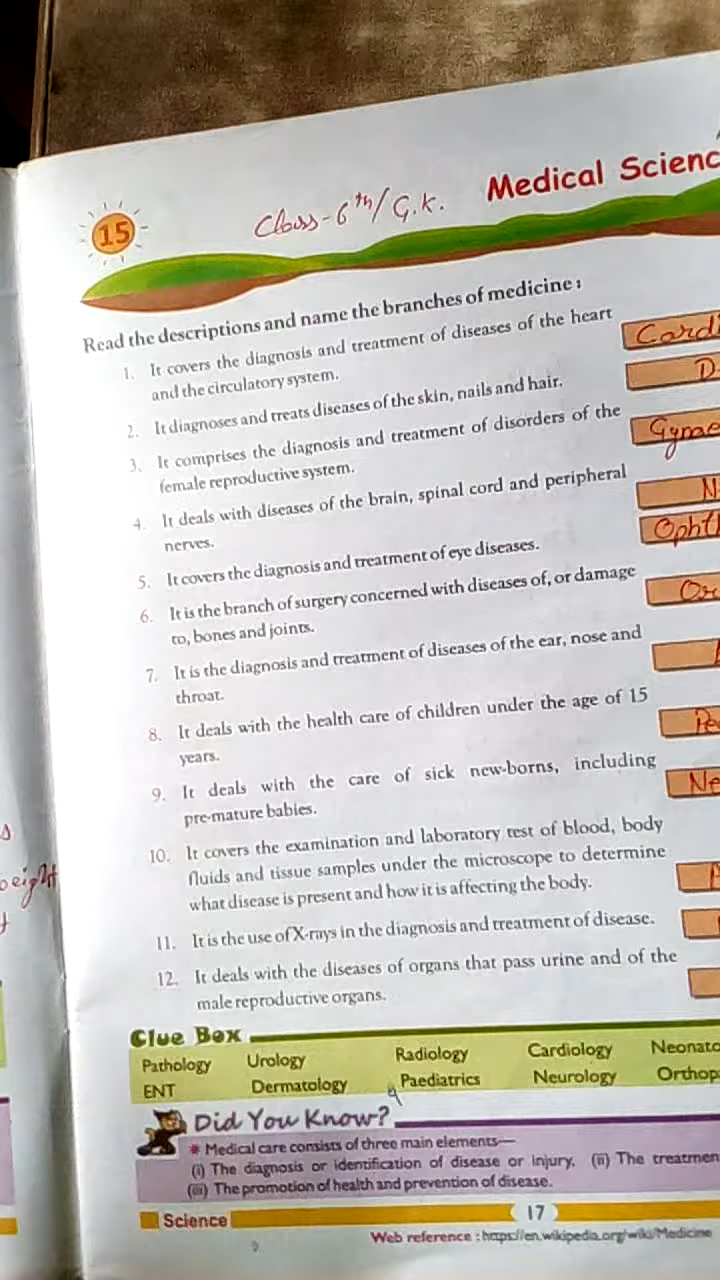 15
Class-6th/G.K.
Medical Scienc
Read the descriptions and name the branches of medicine :
1. It covers the diagnosis and treatment of diseases of the heart
and the circulatory system.
Cardi
2. It diagnoses and treats diseases of the skin, nails and hair.
D
3. It comprises the diagnosis and treatment of disorders of the
female reproductive system.
Gynae
4. It deals with diseases of the brain, spinal cord and peripheral
nerves.
N
5. It covers the diagnosis and treatment of eye diseases.
Ophth
6. It is the branch of surgery concerned with diseases of, or damage
to, bones and joints.
Or
7. It is the diagnosis and treatment of diseases of the ear, nose and
throat.
8. It deals with the health care of children under the age of 15
years.
Pe
9. It deals with the care of sick new-borns, including
pre-mature babies.
Ne
10. It covers the examination and laboratory test of blood, body
fluids and tissue samples under the microscope to determine
what disease is present and how it is affecting the body.
11. It is the use of X-rays in the diagnosis and treatment of disease.
12. It deals with the diseases of organs that pass urine and of the
male reproductive organs.
Clue Box
Pathology Urology Radiology Cardiology Neonato
ENT Dermatology Paediatrics Neurology Orthop
Did You Know?
* Medical care consists of three main elements—
(i) The diagnosis or identification of disease or injury. (ii) The treatmen
(iii) The promotion of health and prevention of disease.
Science
17
Web reference : https://en.wikipedia.org/wiki/Medicine